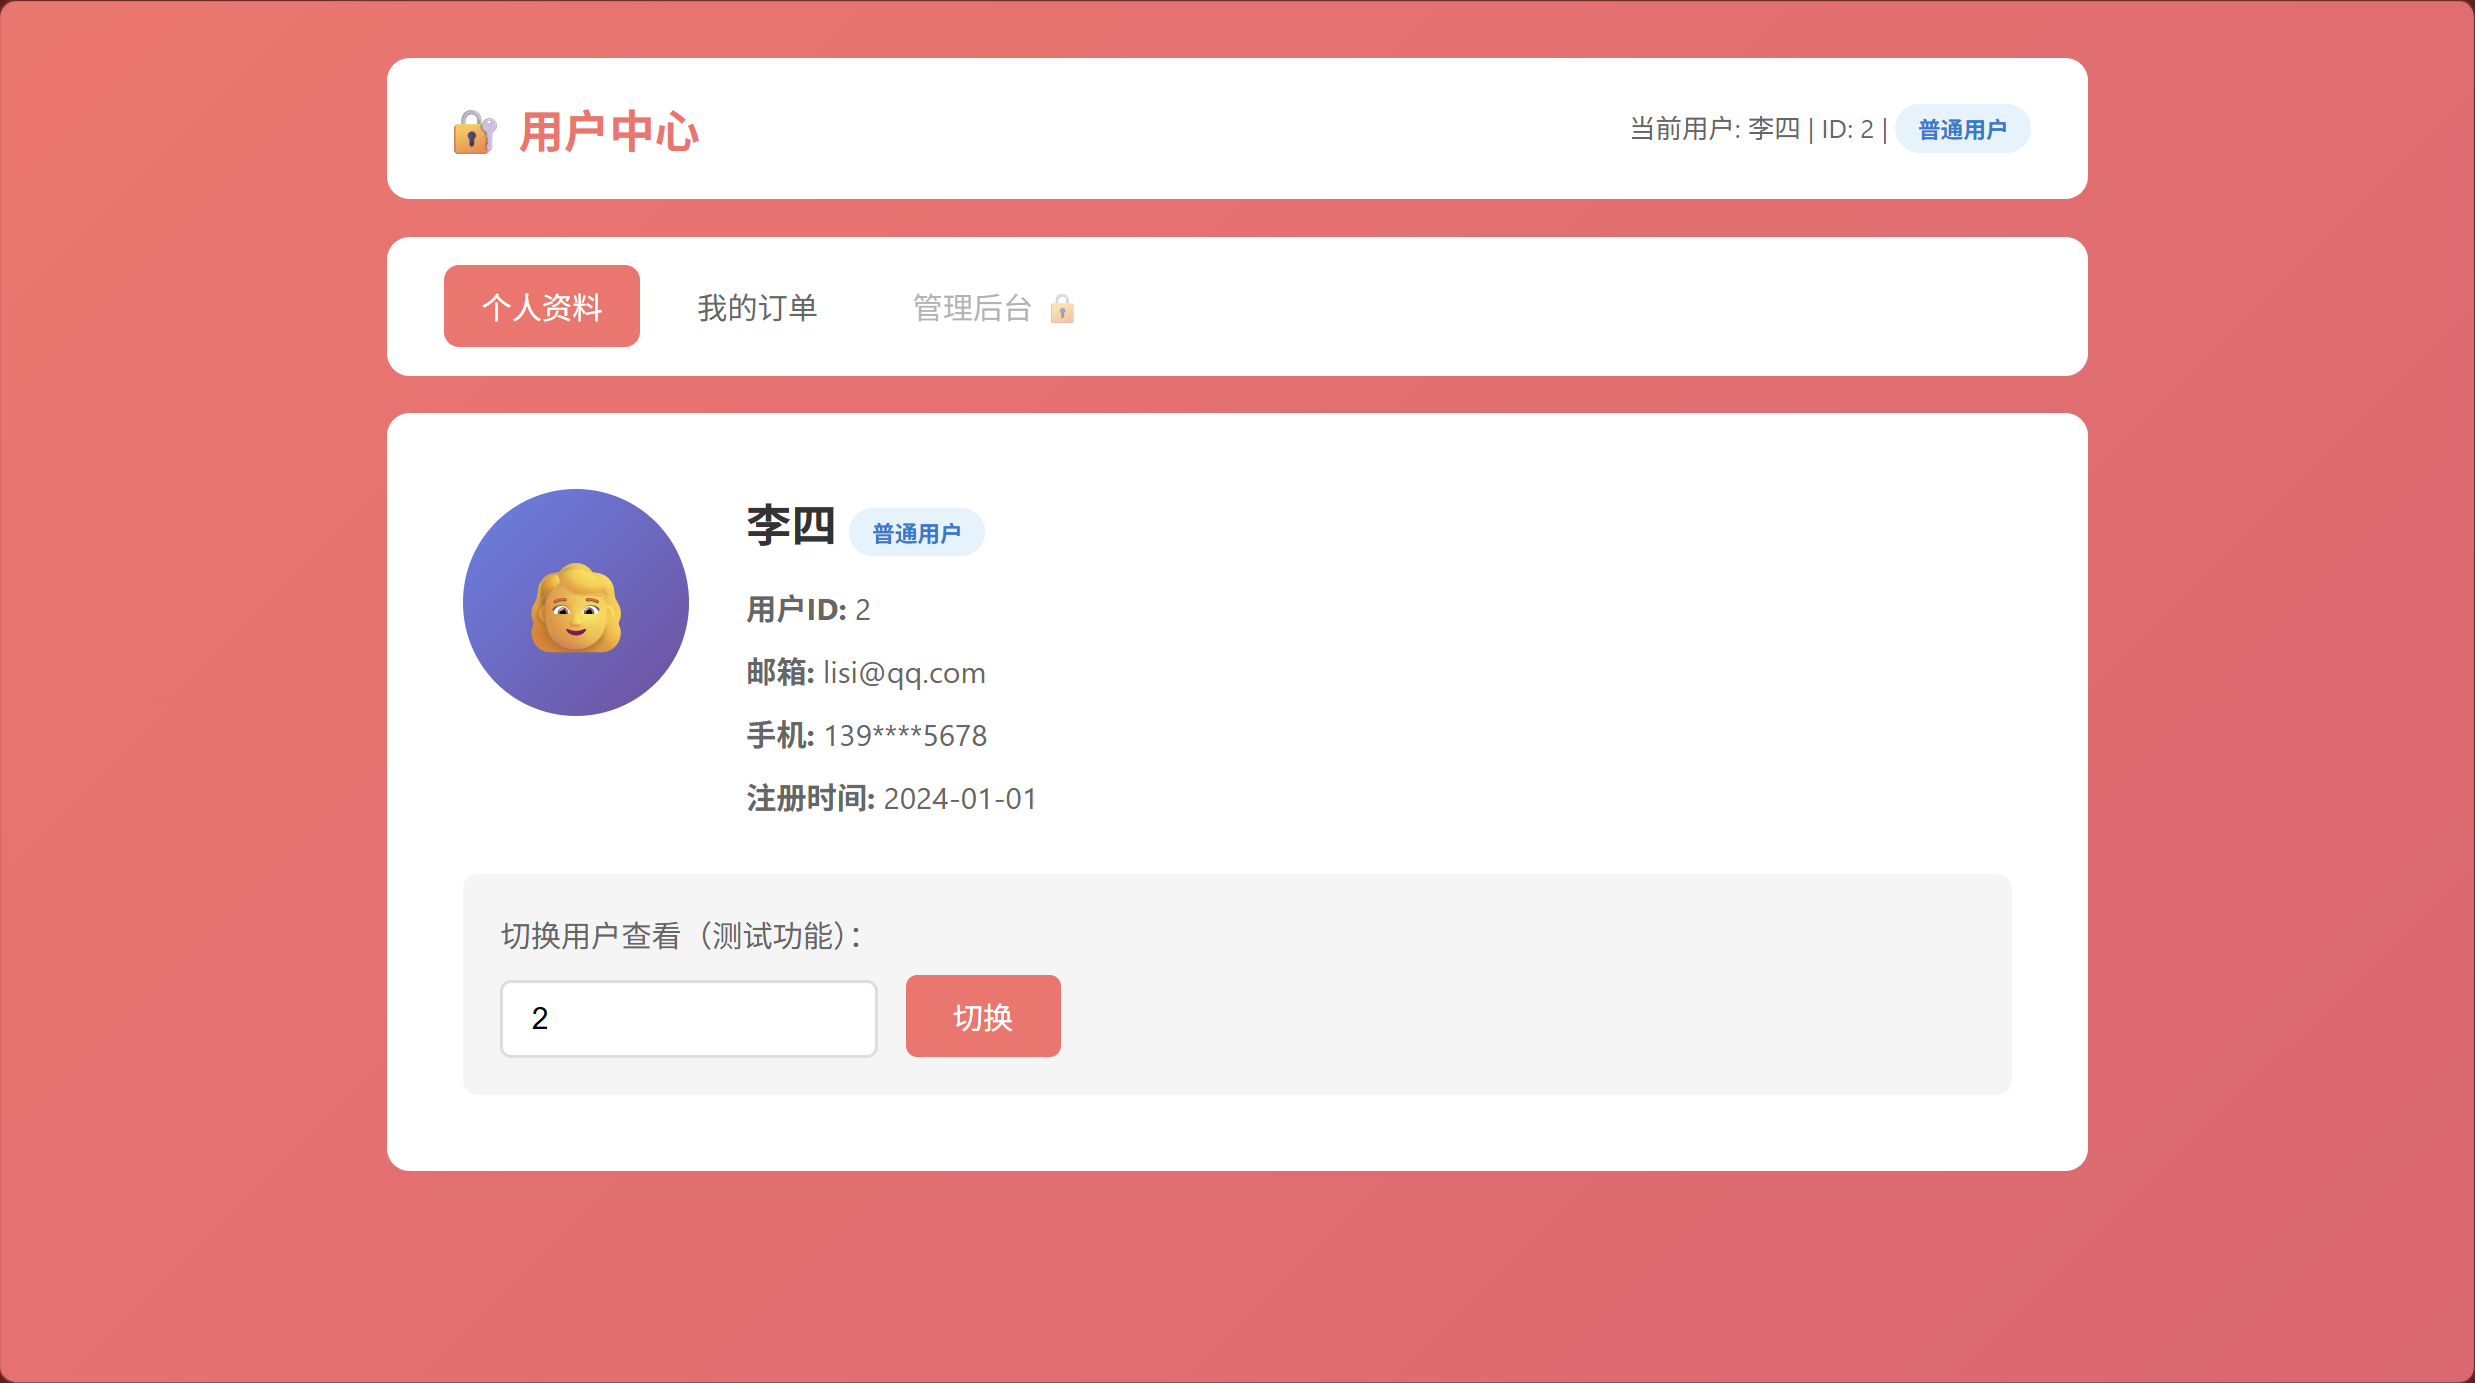 用户中心
当前用户: 李四 | ID: 2 | 普通用户
个人资料 我的订单 管理后台
李四 普通用户
用户ID: 2
邮箱: lisi@qq.com
手机: 139****5678
注册时间: 2024-01-01
切换用户查看（测试功能）：
2 切换